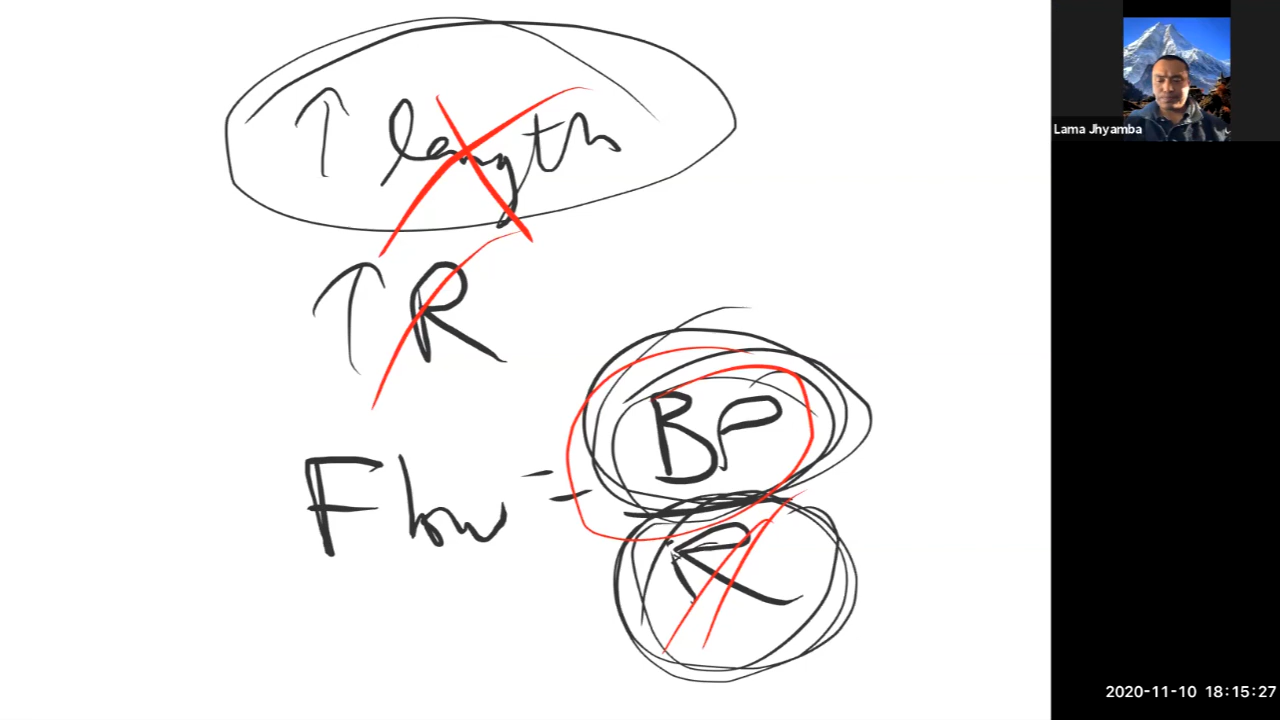 ↑ length
↑ R
Flow = BP
R
Lama Jhyamba
2020-11-10 18:15:27